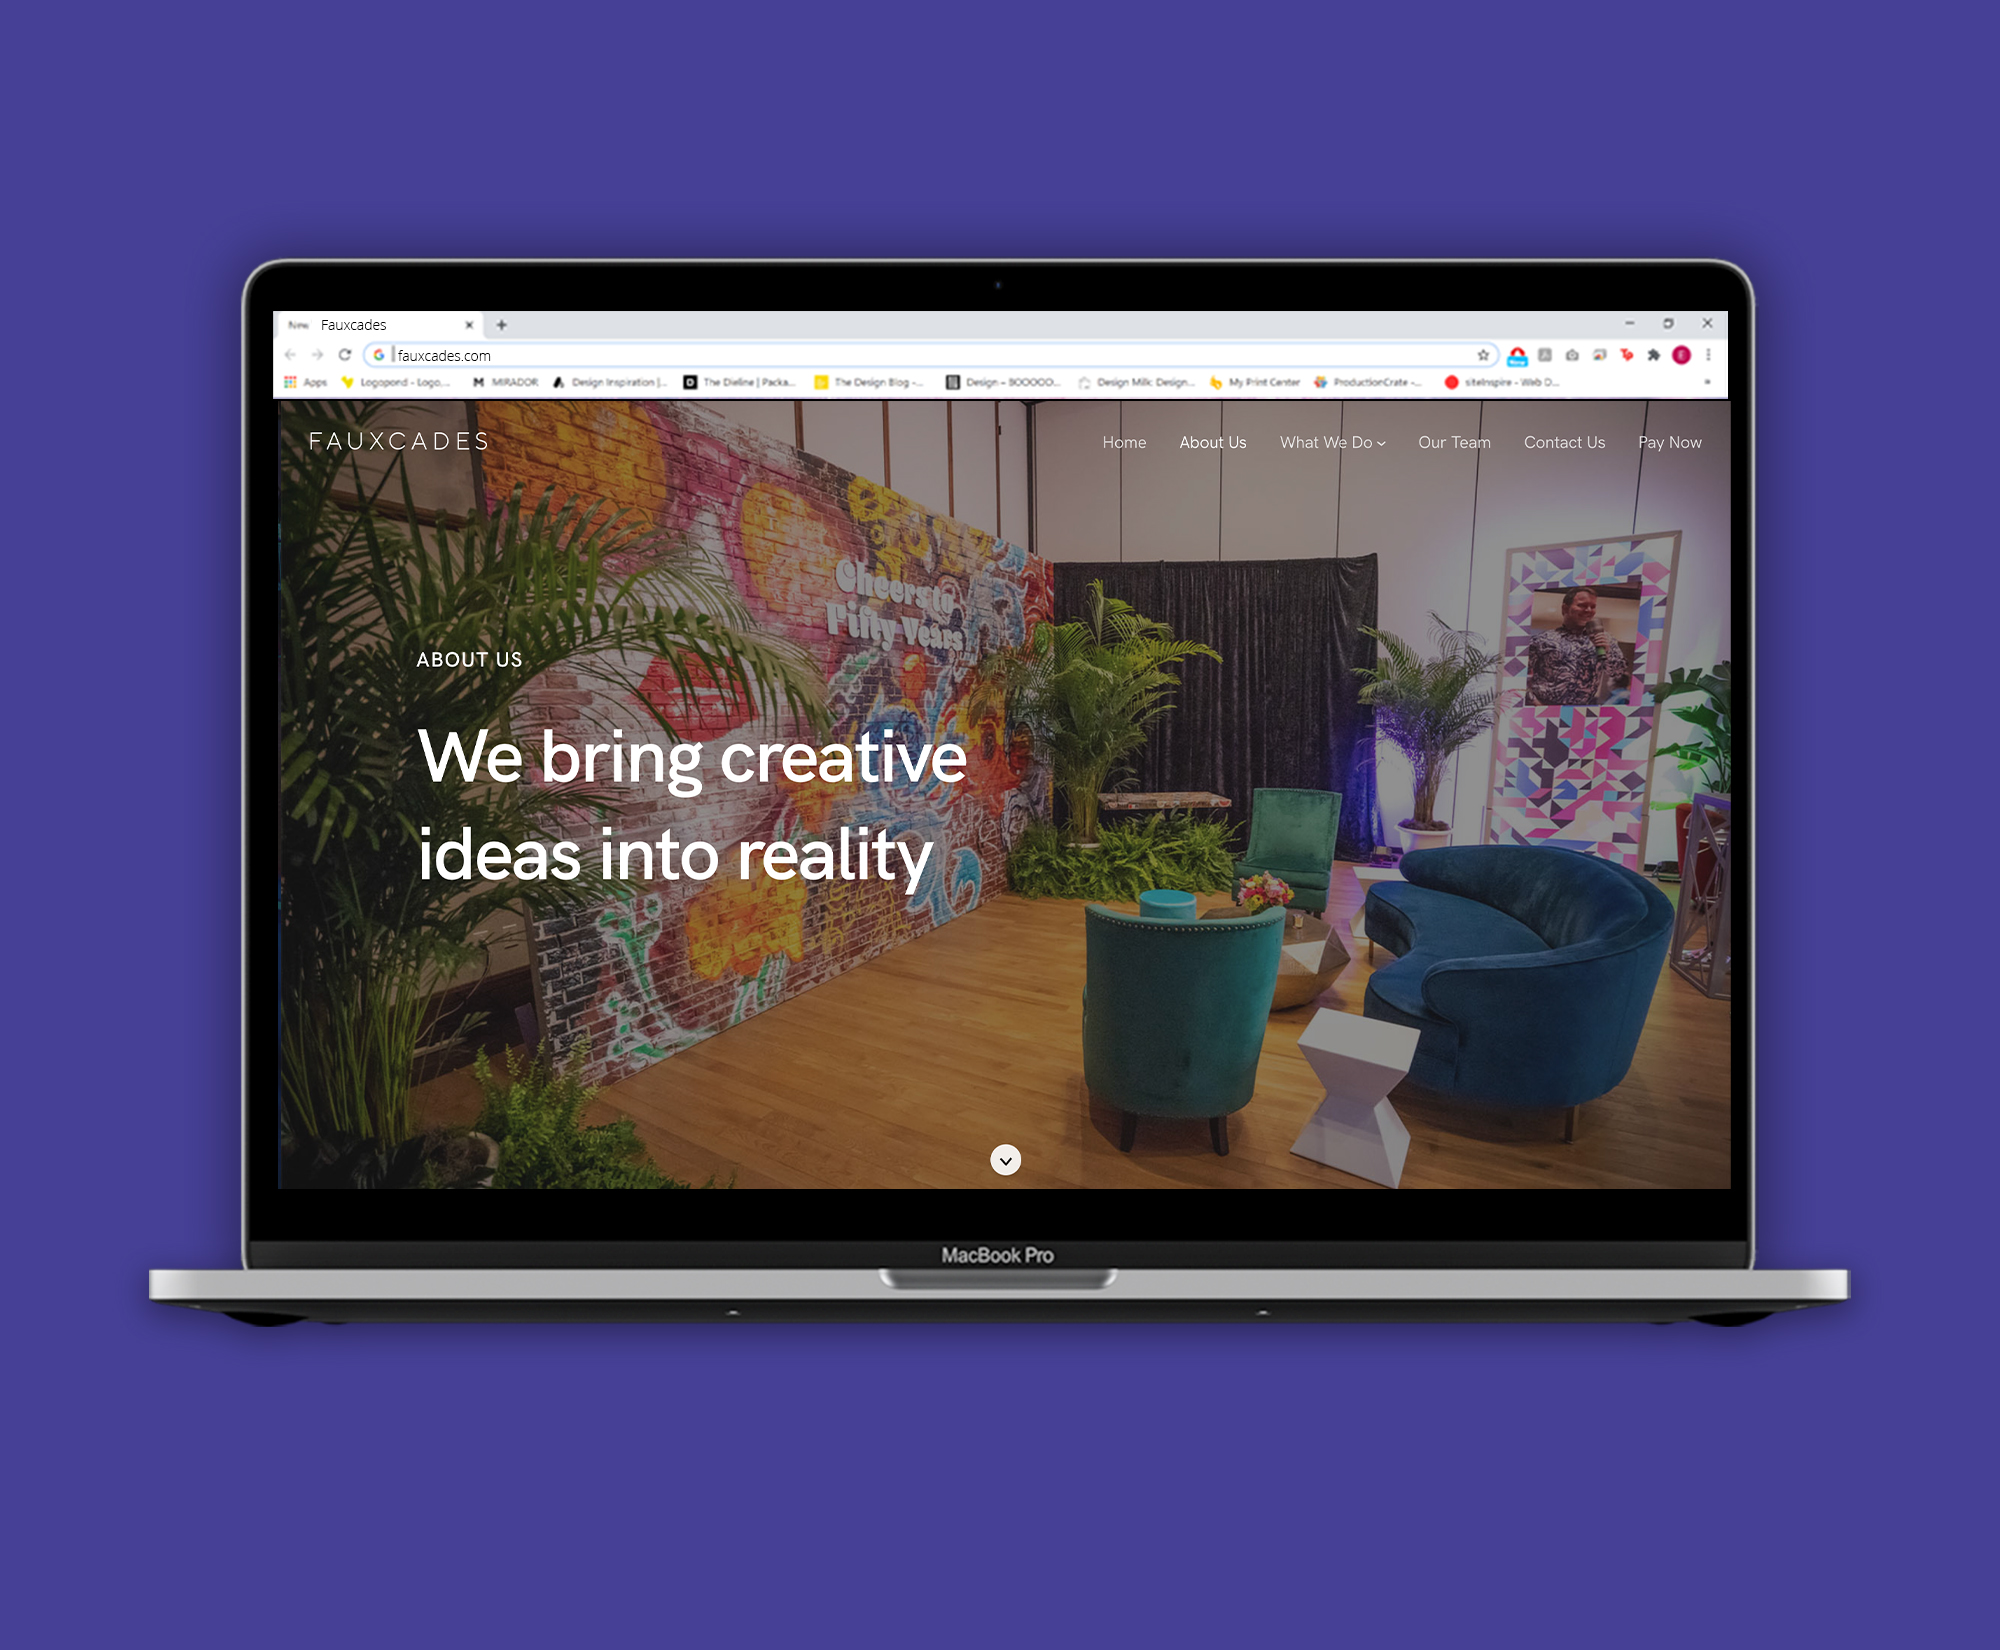 New Fauxcades
fauxcades.com
Apps Logopond - Logo,... MIRADOR Design Inspiration |... The Dieline | Packa... The Design Blog -... Design – BOOOOO... Design Milk: Design... My Print Center ProductionCrate -... siteInspire - Web D... »
FAUXCADES Home About Us What We Do Our Team Contact Us Pay Now
Cheers to
Fifty Years
ABOUT US
We bring creative
ideas into reality
MacBook Pro